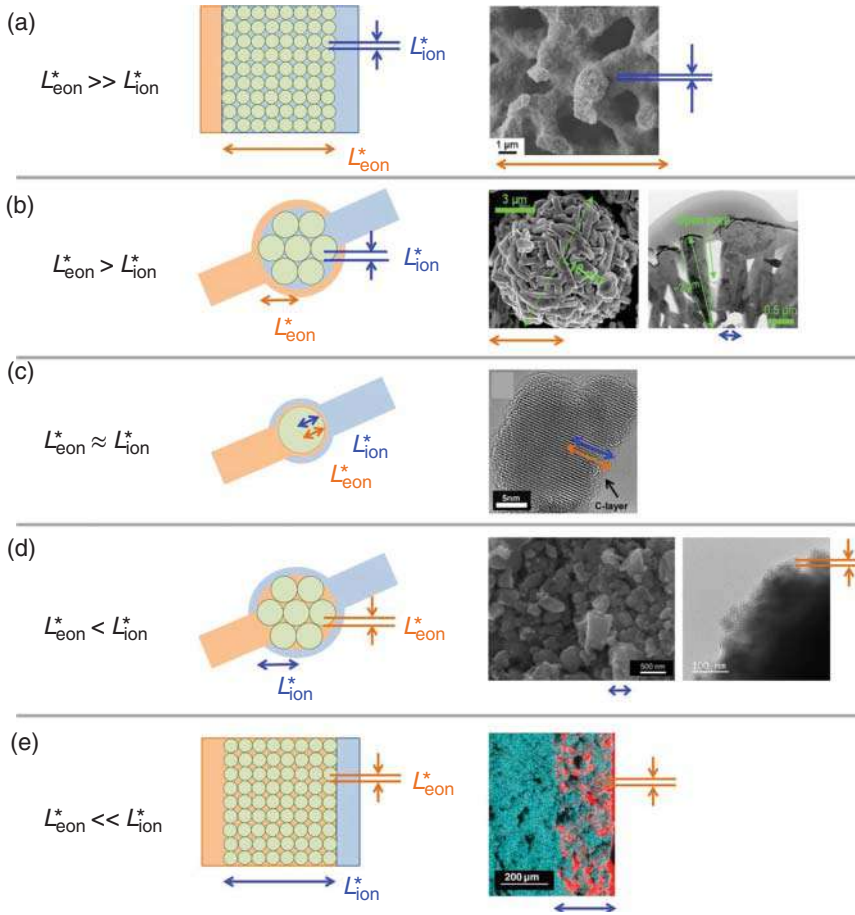 (a)
L*ion
L*eon >> L*ion
L*eon
1 µm
(b)
3 µm
L*eon > L*ion
L*ion
L*eon
0.5 µm
(c)
L*eon ≈ L*ion
L*ion
L*eon
5nm
C-layer
(d)
L*eon < L*ion
L*eon
L*ion
500 nm
100 nm
(e)
L*eon
L*eon << L*ion
200 µm
L*ion